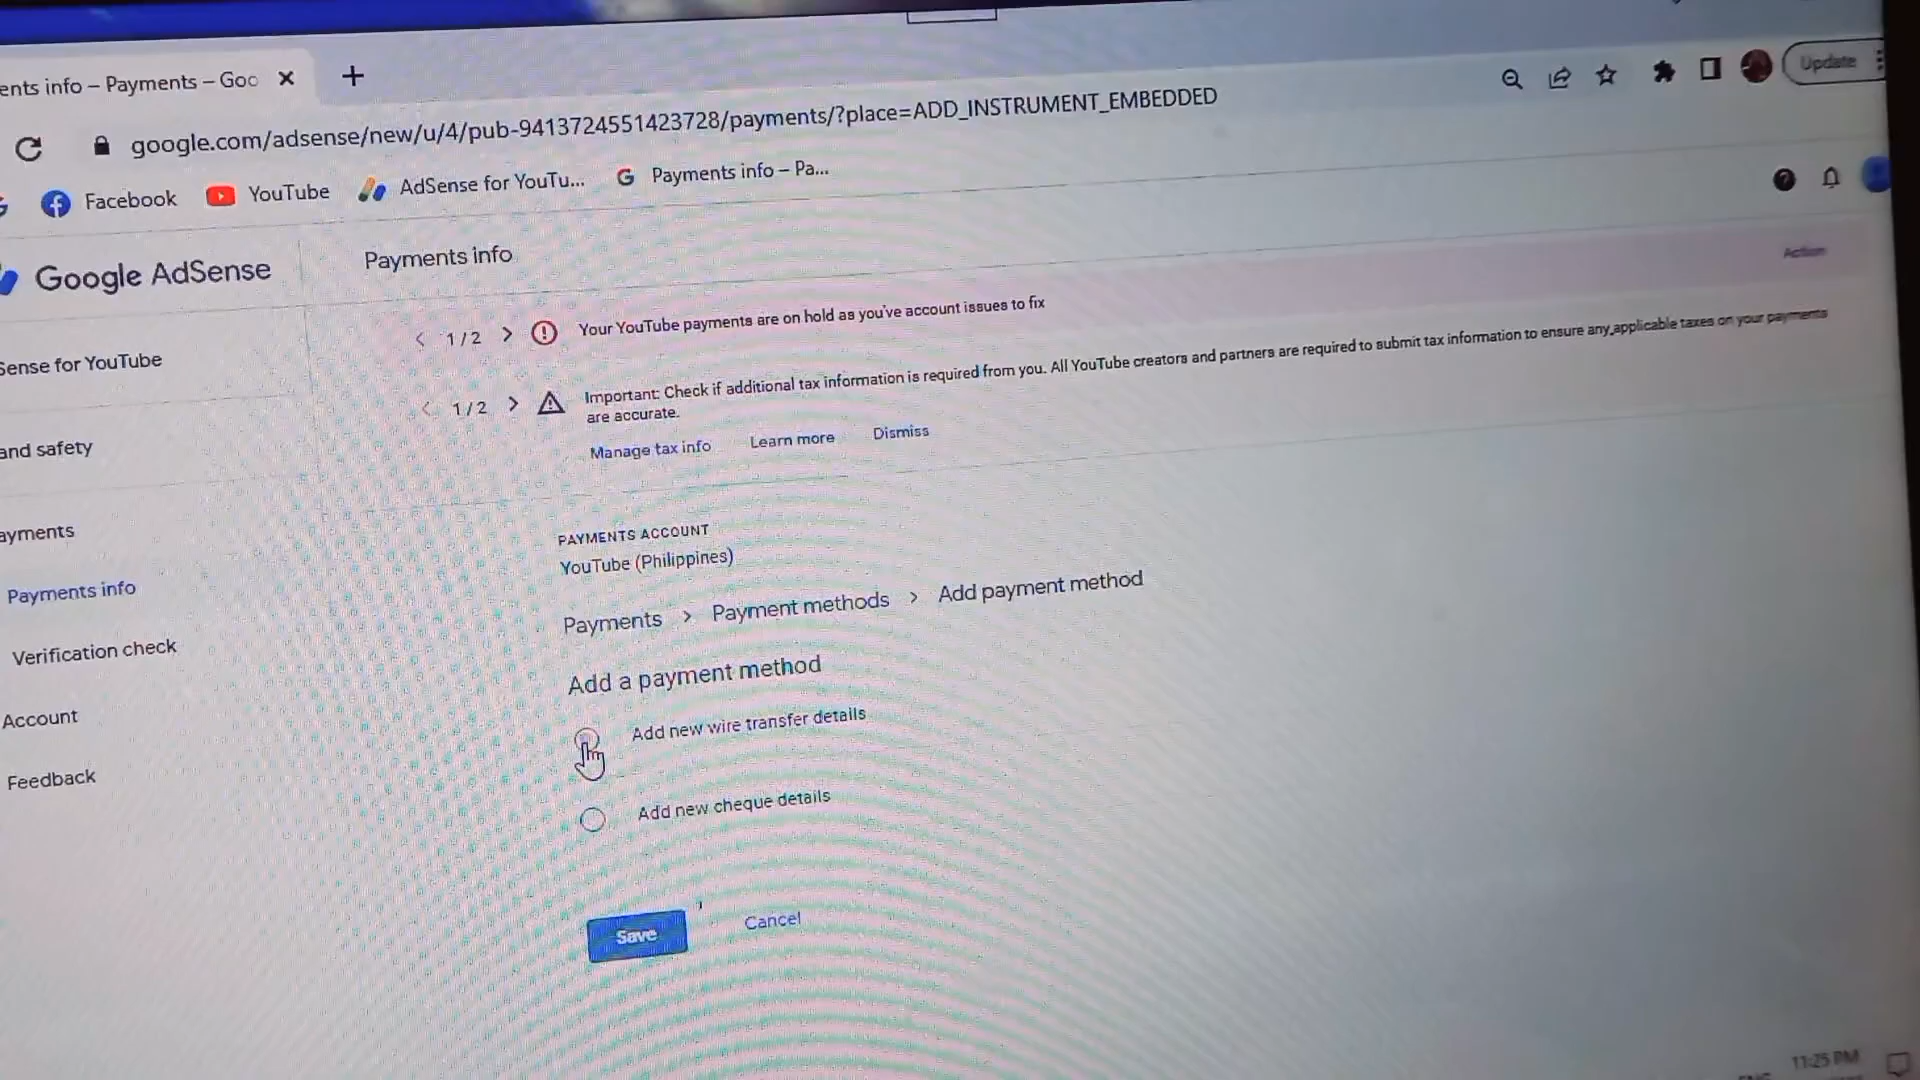 ents info – Payments – Goo
Update
google.com/adsense/new/u/4/pub-9413724551423728/payments/?place=ADD_INSTRUMENT_EMBEDDED
Facebook
YouTube
AdSense for YouTu...
Payments info – Pa...
Google AdSense
Payments info
Action
1/2
Your YouTube payments are on hold as you've account issues to fix
1/2
Important: Check if additional tax information is required from you. All YouTube creators and partners are required to submit tax information to ensure any applicable taxes on your payments
are accurate.
Manage tax info
Learn more
Dismiss
Sense for YouTube
and safety
ayments
Payments info
Verification check
Account
Feedback
PAYMENTS ACCOUNT
YouTube (Philippines)
Payments > Payment methods > Add payment method
Add a payment method
Add new wire transfer details
Add new cheque details
Save
Cancel
11:25 PM